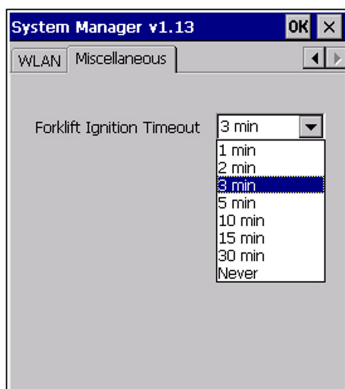 System Manager v1.13 OK ×
WLAN Miscellaneous
Forklift Ignition Timeout 3 min
1 min
2 min
3 min
5 min
10 min
15 min
30 min
Never